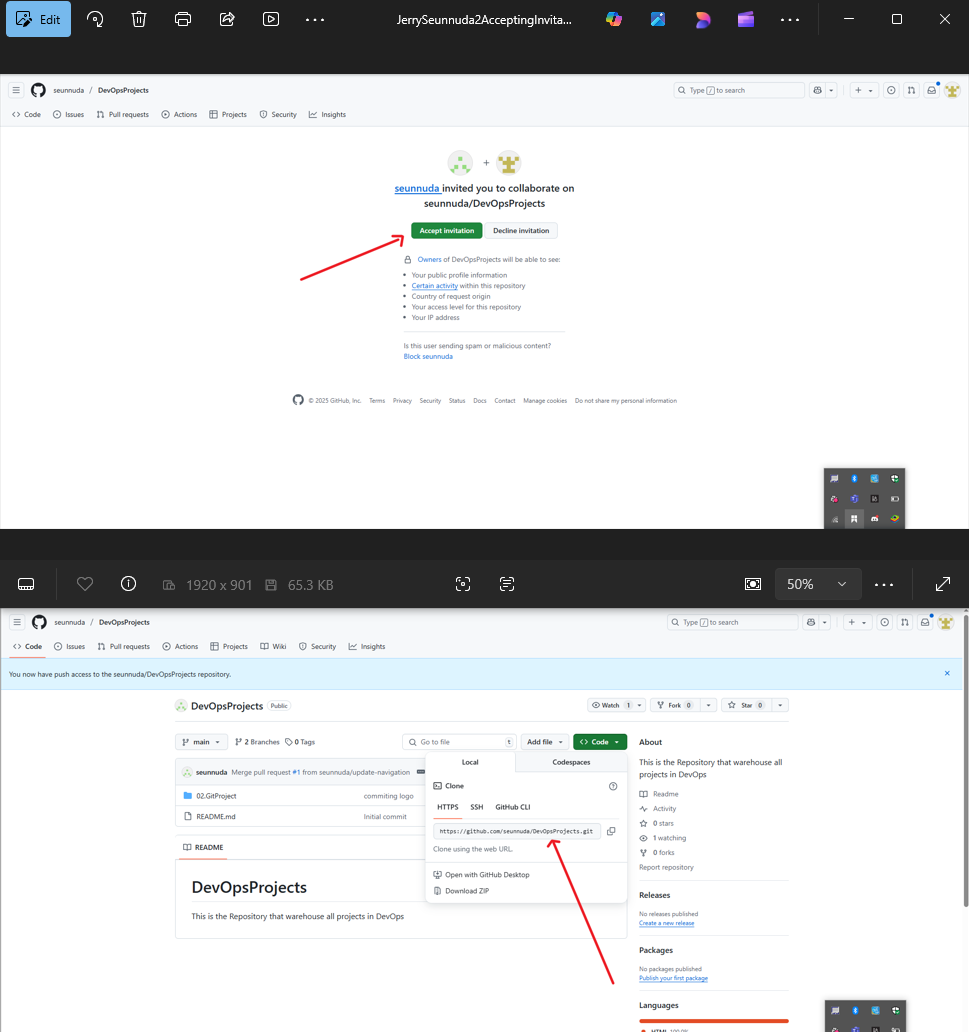 Edit
JerrySeunnuda2AcceptingInvita...
seunnuda / DevOpsProjects
Type / to search
Code Issues Pull requests Actions Projects Security Insights
+
seunnuda invited you to collaborate on
seunnuda/DevOpsProjects
Accept invitation Decline invitation
Owners of DevOpsProjects will be able to see:
Your public profile information
Certain activity within this repository
Country of request origin
Your access level for this repository
Your IP address
Is this user sending spam or malicious content?
Block seunnuda
© 2025 GitHub, Inc. Terms Privacy Security Status Docs Contact Manage cookies Do not share my personal information
1920 x 901 65.3 KB
50%
seunnuda / DevOpsProjects
Type / to search
Code Issues Pull requests Actions Projects Wiki Security Insights
You now have push access to the seunnuda/DevOpsProjects repository.
DevOpsProjects Public
Watch 1 Fork 0 Star 0
main 2 Branches 0 Tags
Go to file t
Add file Code
seunnuda Merge pull request #1 from seunnuda/update-navigation
02.GitProject commiting logo
README.md Initial commit
README
DevOpsProjects
This is the Repository that warehouse all projects in DevOps
Local Codespaces
Clone
HTTPS SSH GitHub CLI
https://github.com/seunnuda/DevOpsProjects.git
Clone using the web URL.
Open with GitHub Desktop
Download ZIP
About
This is the Repository that warehouse all
projects in DevOps
Readme
Activity
0 stars
1 watching
0 forks
Report repository
Releases
No releases published
Create a new release
Packages
No packages published
Publish your first package
Languages